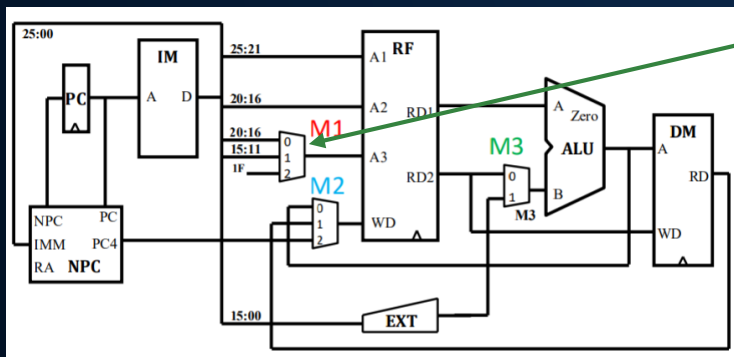 25:00
IM
25:21
A1
RF
PC
A
D
20:16
A2
RD1
A
Zero
ALU
DM
20:16
M1
0
15:11
1
1F
2
A3
M3
A
RD2
0
1
B
RD
M2
M3
NPC
PC
0
1
2
WD
IMM
PC4
WD
RA
NPC
15:00
EXT